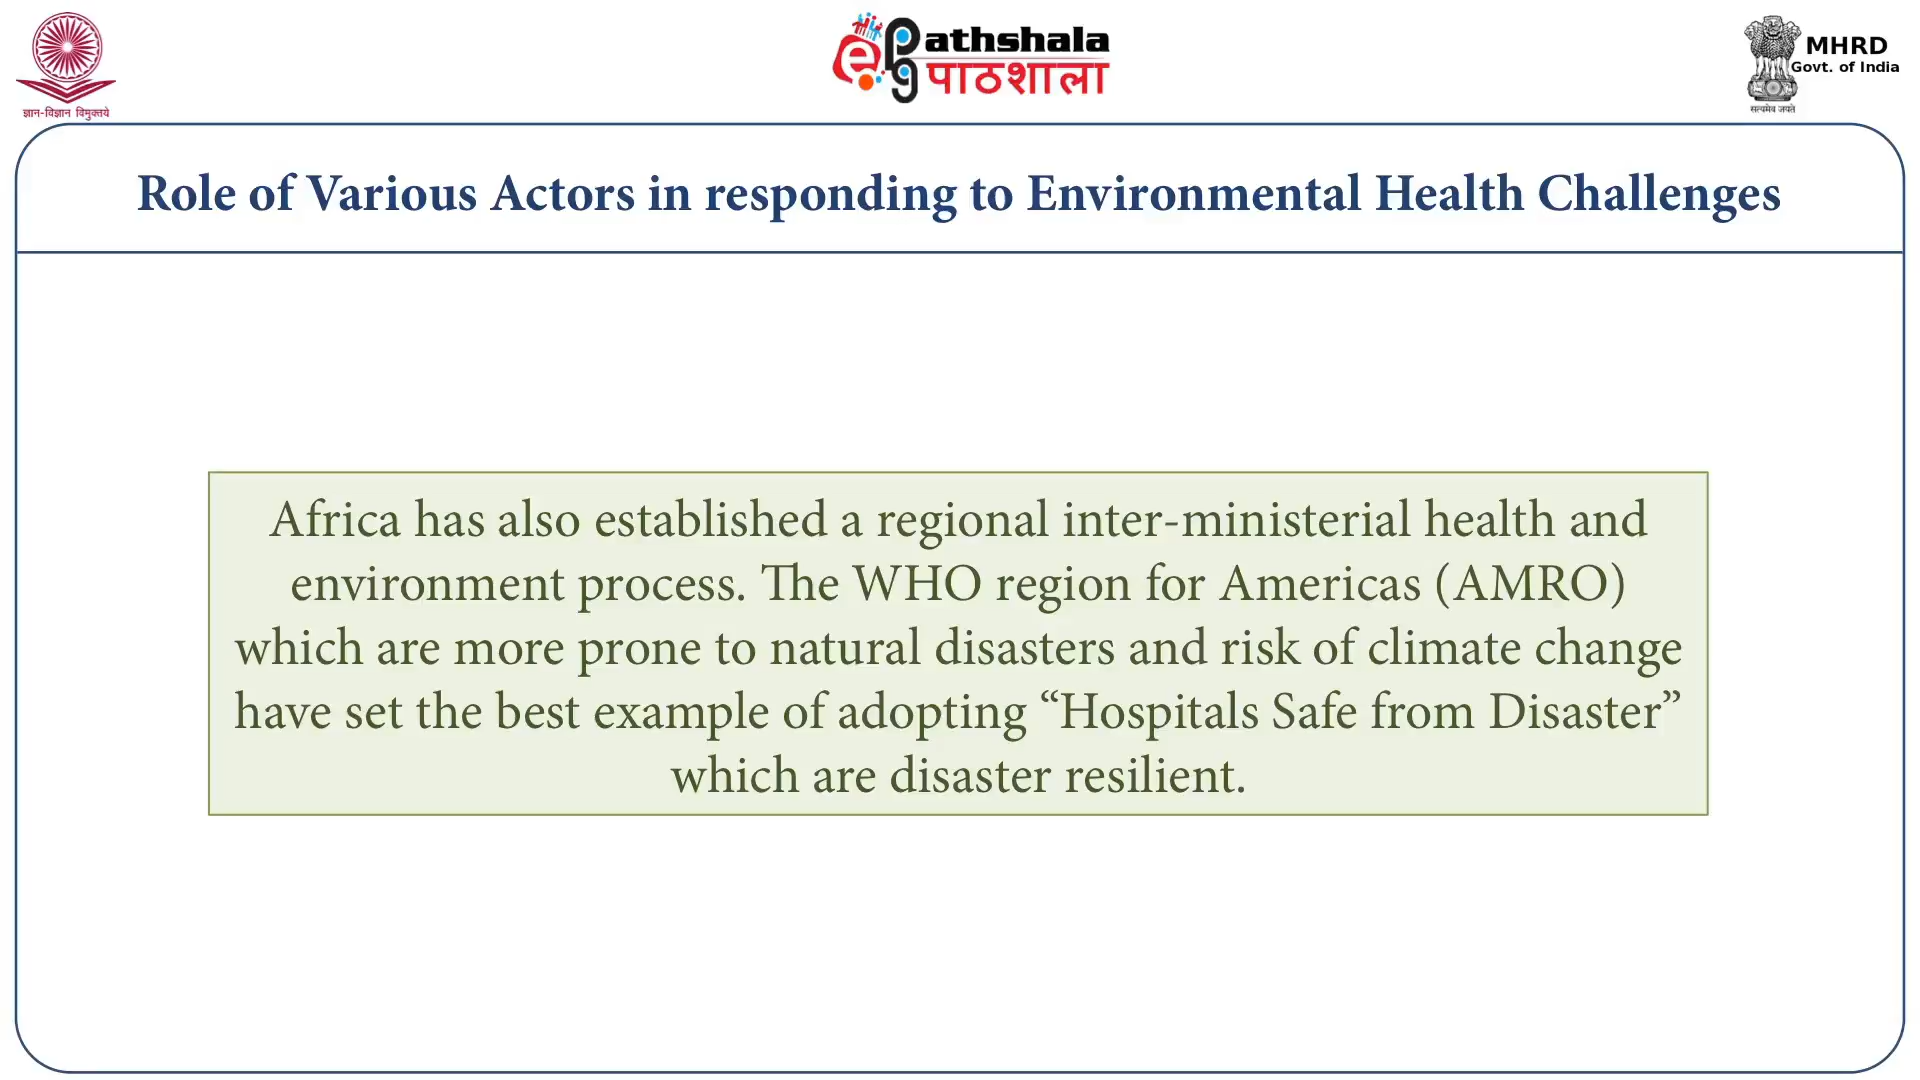 ज्ञान-विज्ञान विमुक्तये
e
pg
athshala
पाठशाला
MHRD
Govt. of India
सत्यमेव जयते
Role of Various Actors in responding to Environmental Health Challenges
Africa has also established a regional inter-ministerial health and
environment process. The WHO region for Americas (AMRO)
which are more prone to natural disasters and risk of climate change
have set the best example of adopting “Hospitals Safe from Disaster”
which are disaster resilient.